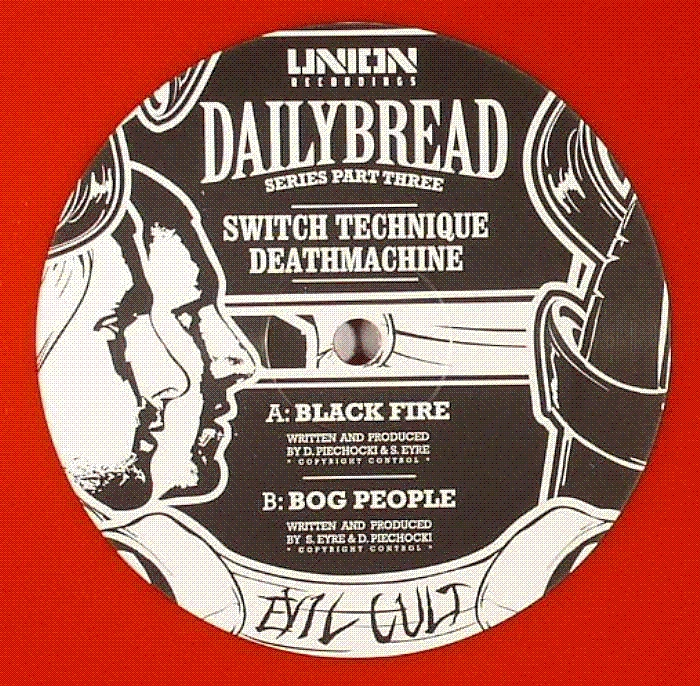 UNION
RECORDINGS
DAILYBREAD
SERIES PART THREE
SWITCH TECHNIQUE
DEATHMACHINE
A: BLACK FIRE
WRITTEN AND PRODUCED
BY D. PIECHOCKI & S. EYRE
* COPYRIGHT CONTROL *
B: BOG PEOPLE
WRITTEN AND PRODUCED
BY S. EYRE & D. PIECHOCKI
* COPYRIGHT CONTROL *
EVIL CULT